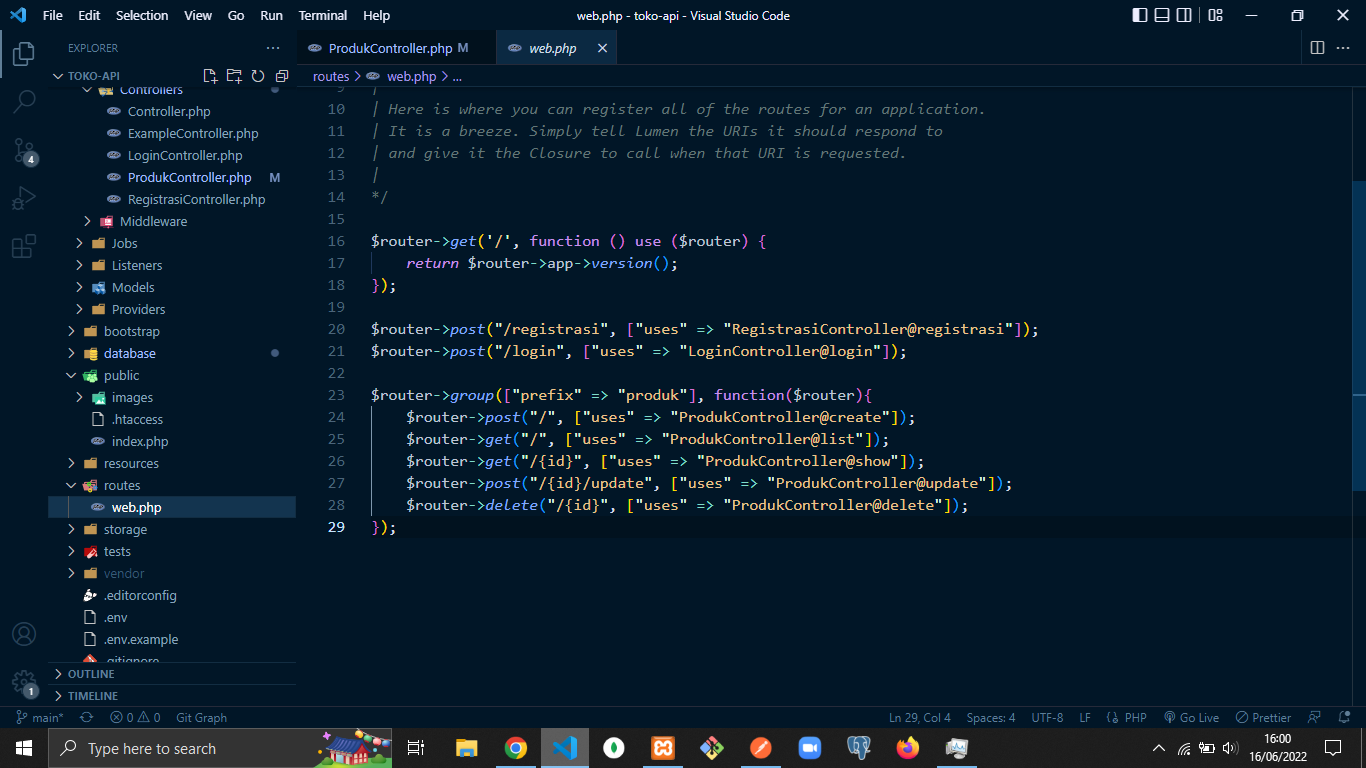 File Edit Selection View Go Run Terminal Help
web.php - toko-api - Visual Studio Code
EXPLORER
TOKO-API
Controllers
Controller.php
ExampleController.php
LoginController.php
ProdukController.php M
RegistrasiController.php
Middleware
Jobs
Listeners
Models
Providers
bootstrap
database
public
images
.htaccess
index.php
resources
routes
web.php
storage
tests
vendor
.editorconfig
.env
.env.example
.gitignore
OUTLINE
TIMELINE
4
1
ProdukController.php M
web.php
routes > web.php > ...
9 |
10 | Here is where you can register all of the routes for an application.
11 | It is a breeze. Simply tell Lumen the URIs it should respond to
12 | and give it the Closure to call when that URI is requested.
13 |
14 */
15
16 $router->get('/', function () use ($router) {
17     return $router->app->version();
18 });
19
20 $router->post("/registrasi", ["uses" => "RegistrasiController@registrasi"]);
21 $router->post("/login", ["uses" => "LoginController@login"]);
22
23 $router->group(["prefix" => "produk"], function($router){
24     $router->post("/", ["uses" => "ProdukController@create"]);
25     $router->get("/", ["uses" => "ProdukController@list"]);
26     $router->get("/{id}", ["uses" => "ProdukController@show"]);
27     $router->post("/{id}/update", ["uses" => "ProdukController@update"]);
28     $router->delete("/{id}", ["uses" => "ProdukController@delete"]);
29 });
main* 0 0 Git Graph
Ln 29, Col 4 Spaces: 4 UTF-8 LF PHP Go Live Prettier
Type here to search
16:00
16/06/2022